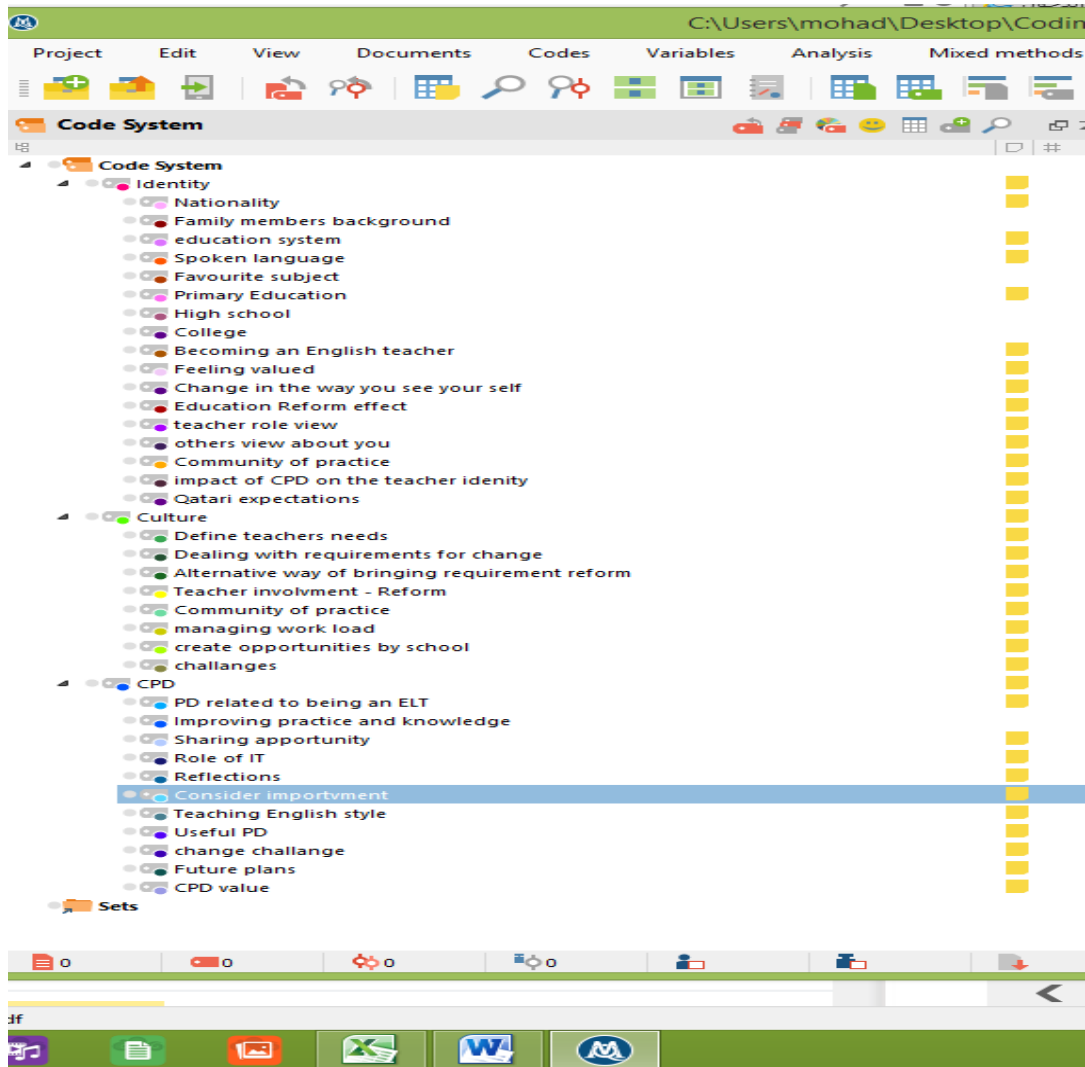 C:\Users\mohad\Desktop\Codin
Project Edit View Documents Codes Variables Analysis Mixed methods
Code System
#
Code System
Identity
Nationality
Family members background
education system
Spoken language
Favourite subject
Primary Education
High school
College
Becoming an English teacher
Feeling valued
Change in the way you see your self
Education Reform effect
teacher role view
others view about you
Community of practice
impact of CPD on the teacher idenity
Qatari expectations
Culture
Define teachers needs
Dealing with requirements for change
Alternative way of bringing requirement reform
Teacher involvment - Reform
Community of practice
managing work load
create opportunities by school
challanges
CPD
PD related to being an ELT
Improving practice and knowledge
Sharing apportunity
Role of IT
Reflections
Consider importvment
Teaching English style
Useful PD
change challange
Future plans
CPD value
Sets
0 0 0 0
df